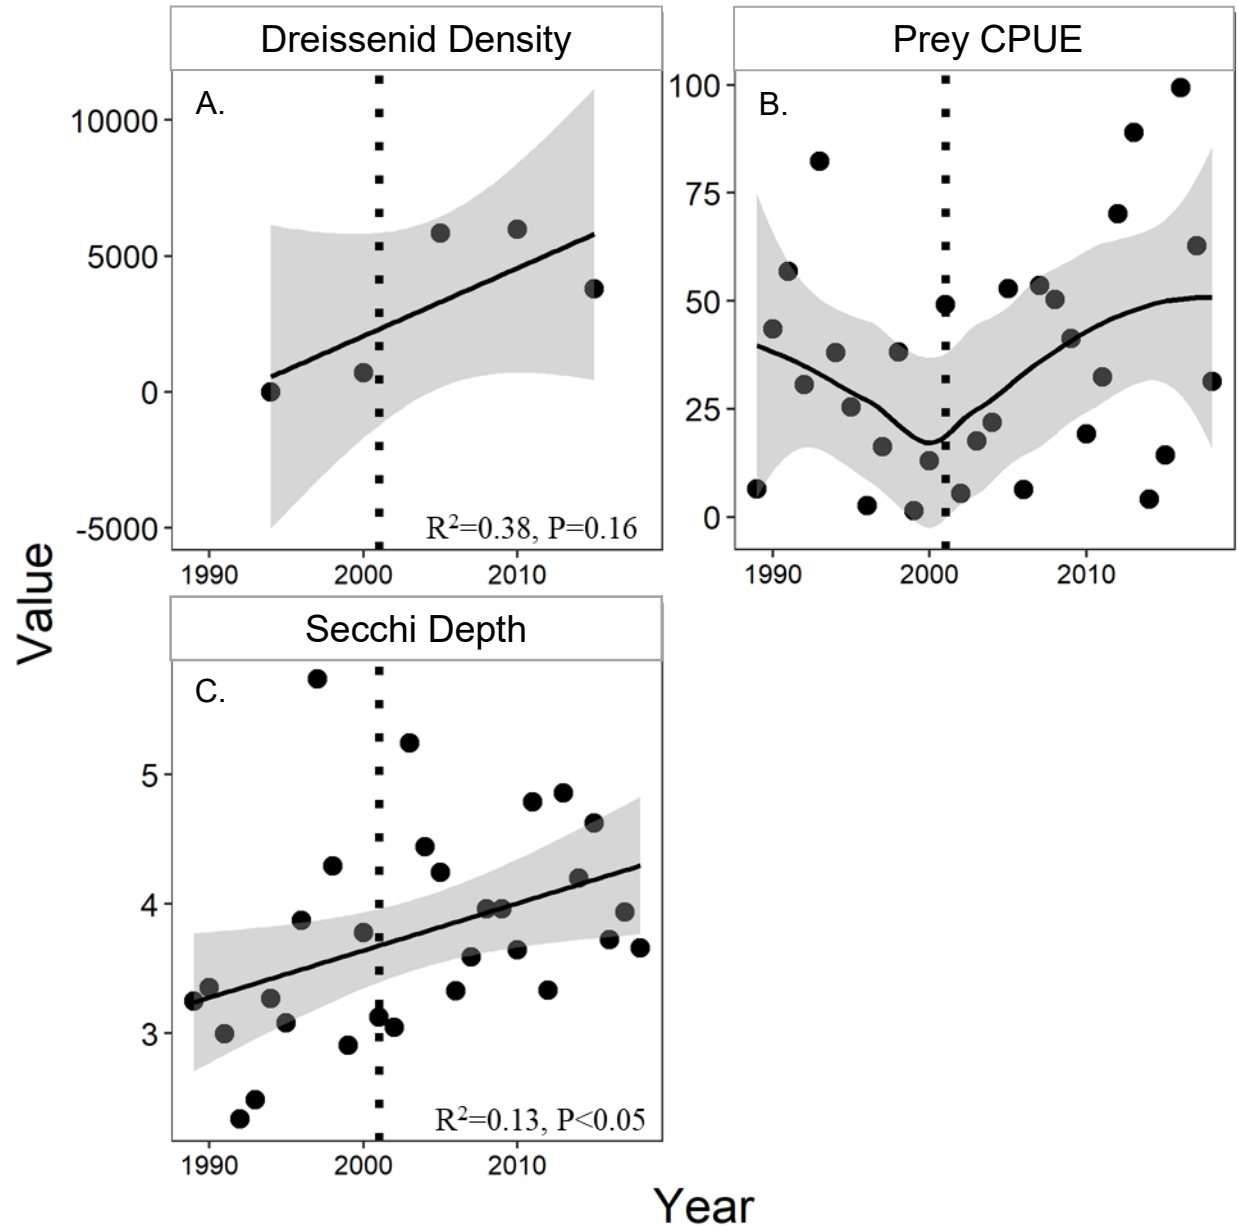 Dreissenid Density
Prey CPUE
A.
B.
10000
5000
0
-5000
100
75
50
25
0
R²=0.38, P=0.16
1990 2000 2010
1990 2000 2010
Value
Secchi Depth
C.
5
4
3
R²=0.13, P<0.05
1990 2000 2010
Year